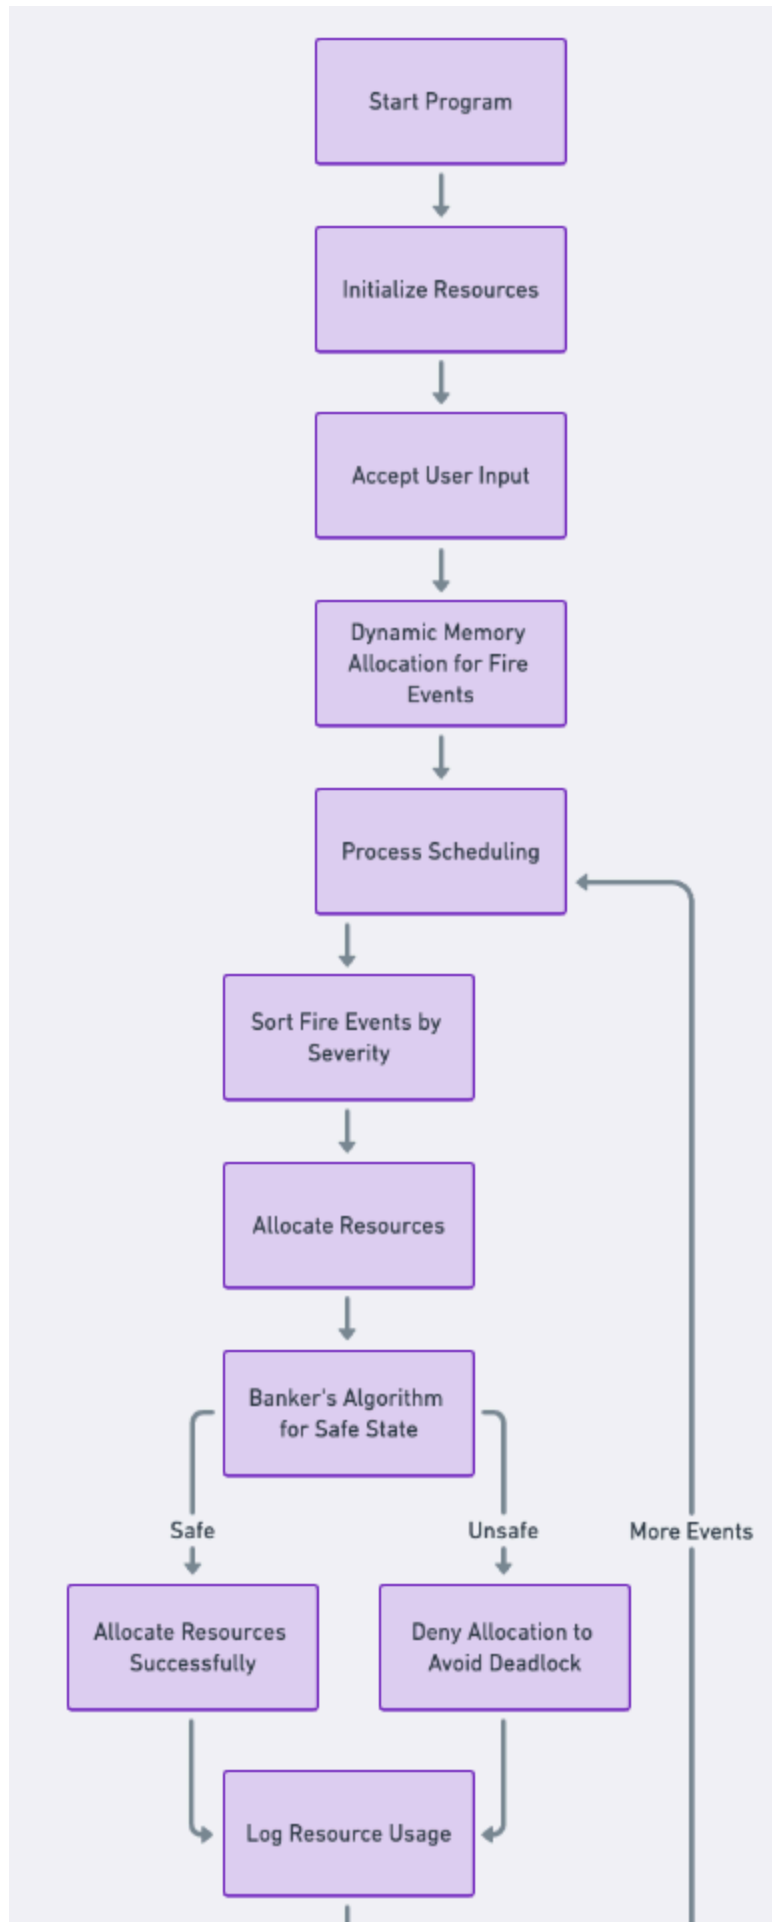 Start Program
Initialize Resources
Accept User Input
Dynamic Memory
Allocation for Fire
Events
Process Scheduling
Sort Fire Events by
Severity
Allocate Resources
Banker's Algorithm
for Safe State
Safe
Unsafe
More Events
Allocate Resources
Successfully
Deny Allocation to
Avoid Deadlock
Log Resource Usage